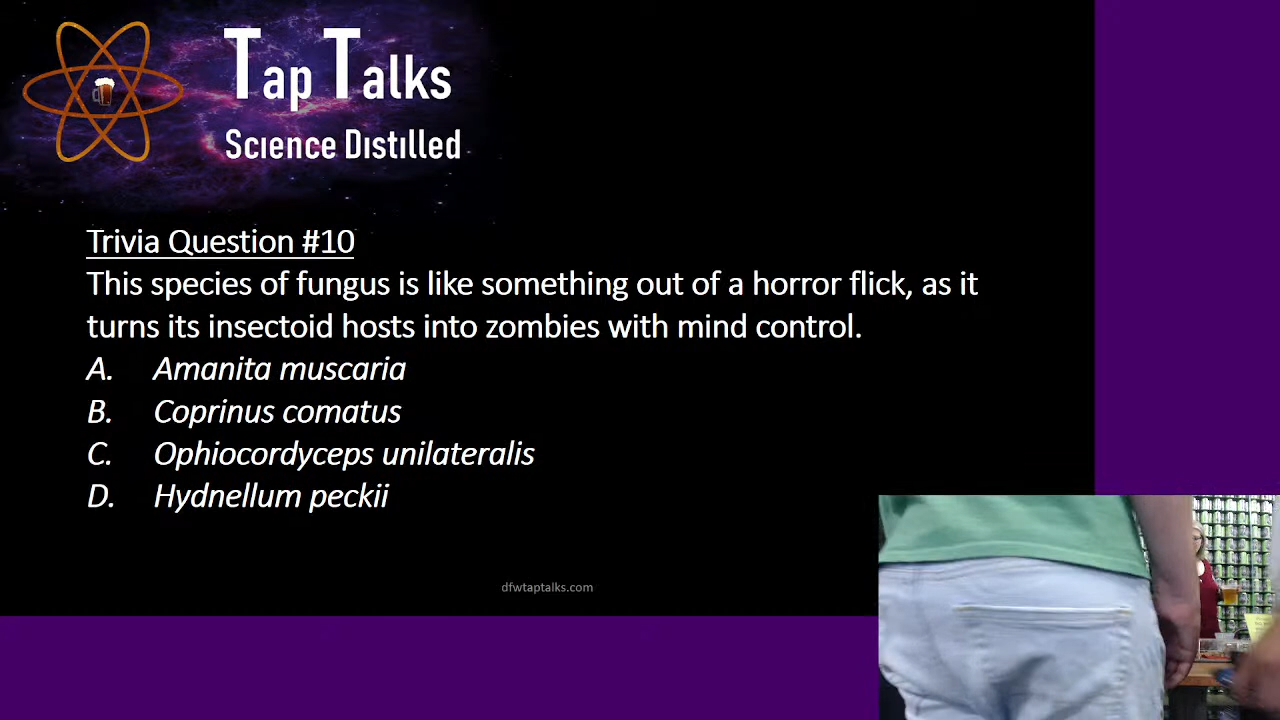 Tap Talks
Science Distilled
Trivia Question #10
This species of fungus is like something out of a horror flick, as it
turns its insectoid hosts into zombies with mind control.
A. Amanita muscaria
B. Coprinus comatus
C. Ophiocordyceps unilateralis
D. Hydnellum peckii
dfwtaptalks.com